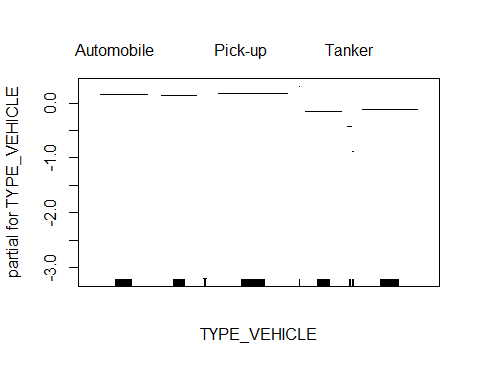 Automobile Pick-up Tanker
partial for TYPE_VEHICLE
0.0
-1.0
-2.0
-3.0
TYPE_VEHICLE